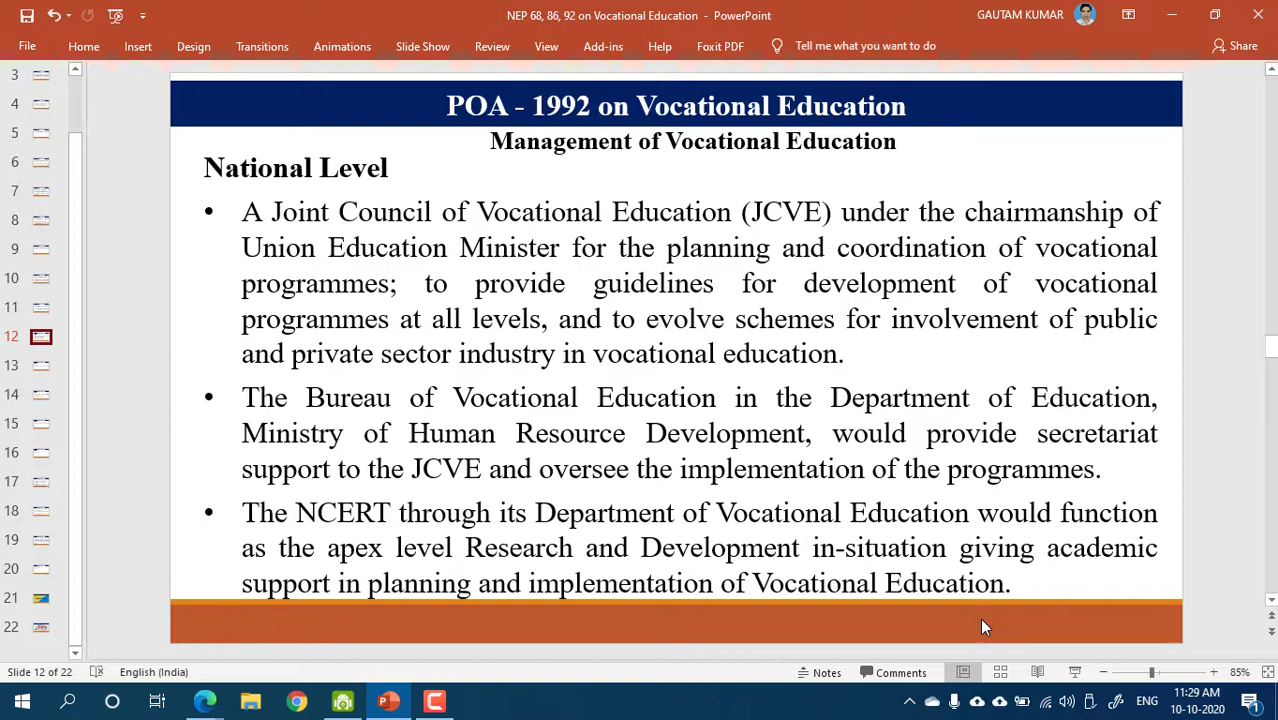 NEP 68, 86, 92 on Vocational Education - PowerPoint
GAUTAM KUMAR
File Home Insert Design Transitions Animations Slide Show Review View Add-ins Help Foxit PDF Tell me what you want to do Share
3
4
5
6
7
8
9
10
11
12
13
14
15
16
17
18
19
20
21
22
POA - 1992 on Vocational Education
Management of Vocational Education
National Level
• A Joint Council of Vocational Education (JCVE) under the chairmanship of
Union Education Minister for the planning and coordination of vocational
programmes; to provide guidelines for development of vocational
programmes at all levels, and to evolve schemes for involvement of public
and private sector industry in vocational education.
• The Bureau of Vocational Education in the Department of Education,
Ministry of Human Resource Development, would provide secretariat
support to the JCVE and oversee the implementation of the programmes.
• The NCERT through its Department of Vocational Education would function
as the apex level Research and Development in-situation giving academic
support in planning and implementation of Vocational Education.
Slide 12 of 22 English (India) Notes Comments 85%
ENG 11:29 AM
10-10-2020